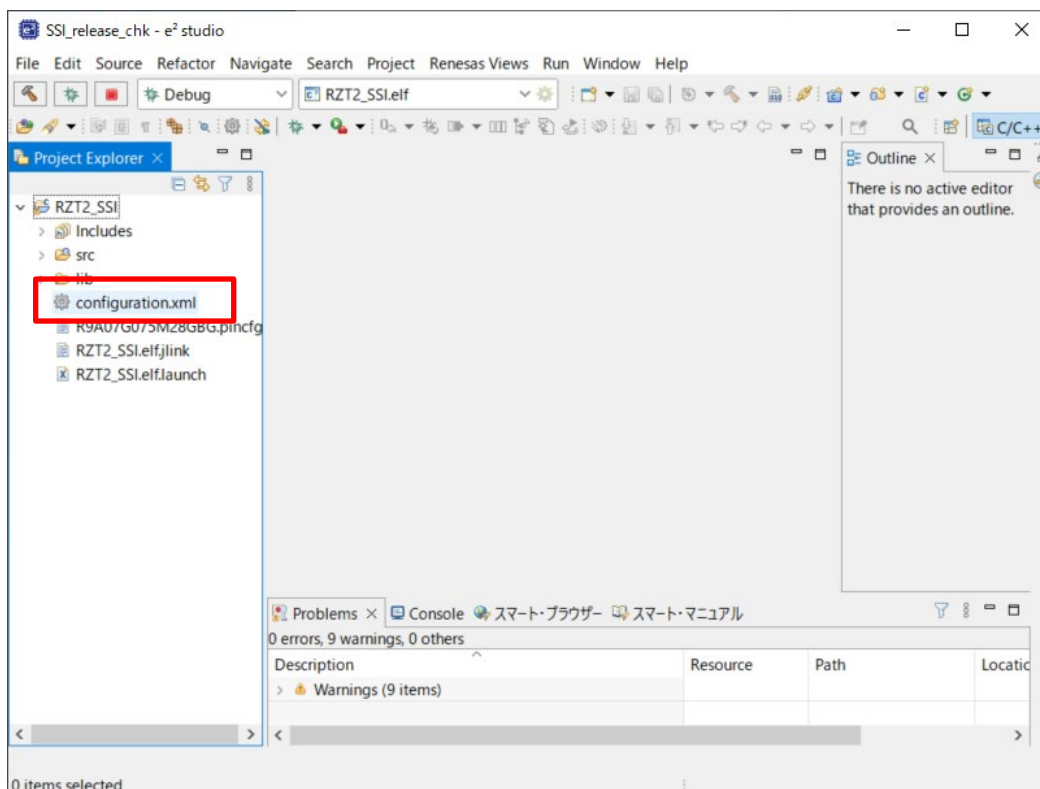 SSI_release_chk - e² studio
File Edit Source Refactor Navigate Search Project Renesas Views Run Window Help
Debug RZT2_SSI.elf
C/C++
Project Explorer
Outline
There is no active editor
that provides an outline.
RZT2_SSI
Includes
src
lib
configuration.xml
R9A07G075M28GBG.pincfg
RZT2_SSI.elf.jlink
RZT2_SSI.elf.launch
Problems Console スマート・ブラウザー スマート・マニュアル
0 errors, 9 warnings, 0 others
Description Resource Path Locatic
Warnings (9 items)
0 items selected